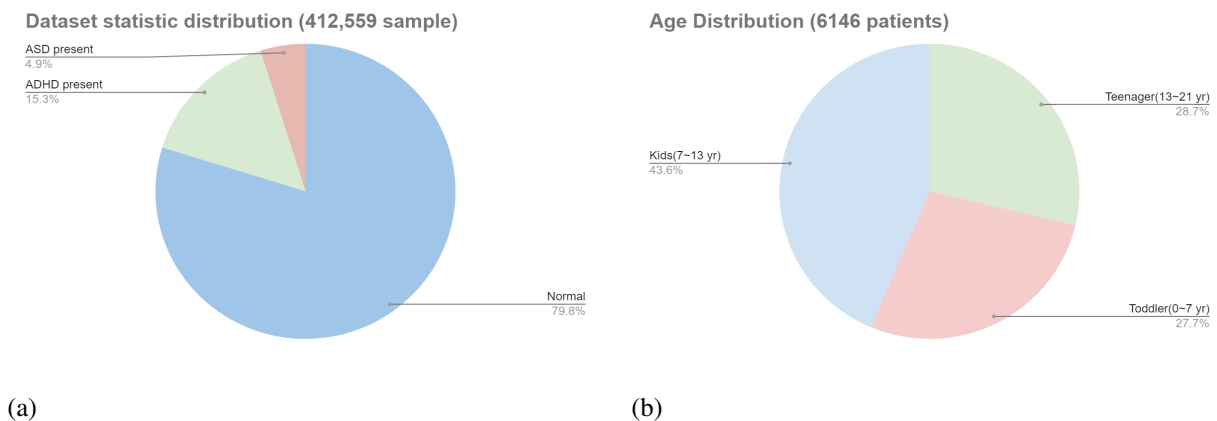 Dataset statistic distribution (412,559 sample)
ASD present
4.9%
ADHD present
15.3%
Normal
79.8%
(a)
Age Distribution (6146 patients)
Teenager(13~21 yr)
28.7%
Kids(7~13 yr)
43.6%
Toddler(0~7 yr)
27.7%
(b)